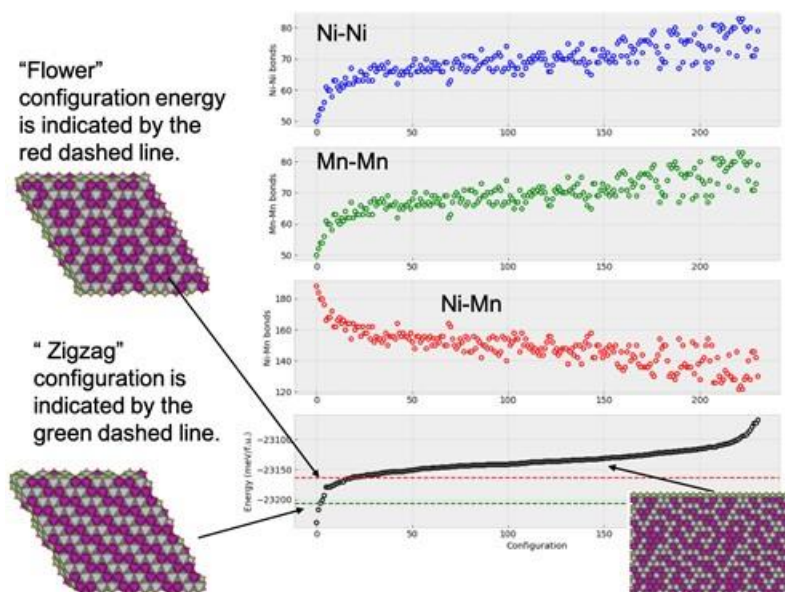 “Flower”
configuration energy
is indicated by the
red dashed line.
“ Zigzag”
configuration is
indicated by the
green dashed line.
Ni-Ni
Ni-Ni bonds
80
70
60
50
0
50
100
150
200
Mn-Mn
Mn-Mn bonds
80
70
60
50
0
50
100
150
200
Ni-Mn
Ni-Mn bonds
180
160
140
120
0
50
100
150
200
Energy (meV/f.u.)
−23100
−23150
−23200
0
50
100
150
Configuration